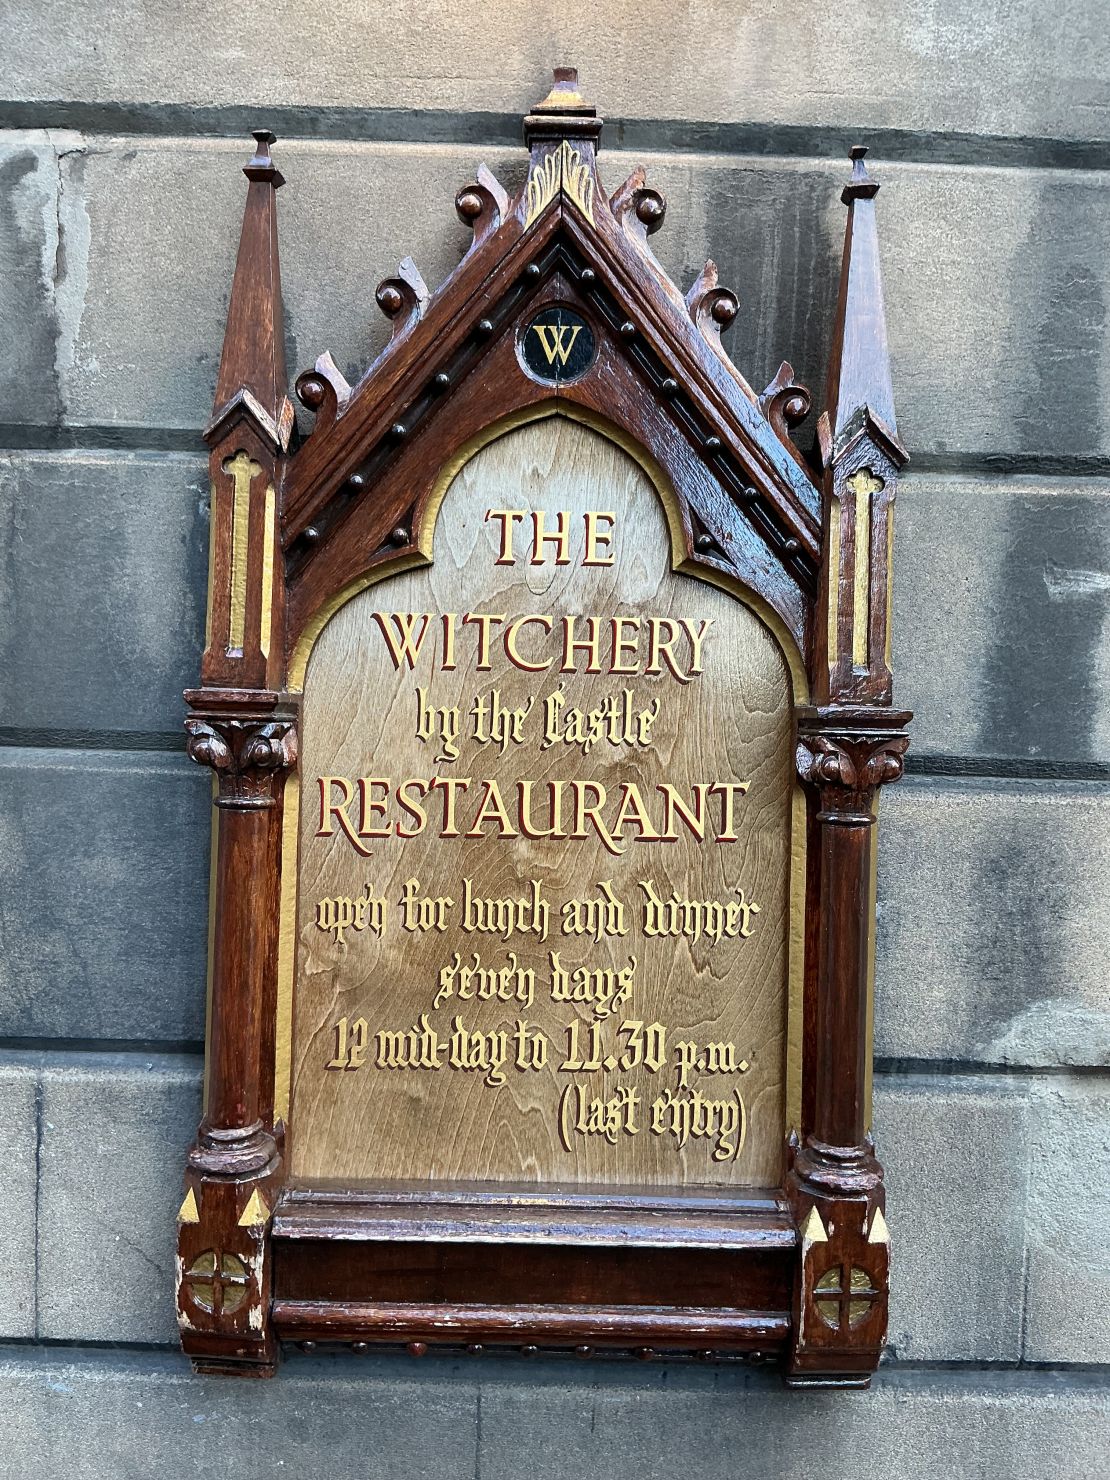 W
THE
WITCHERY
by the Castle
RESTAURANT
open for lunch and dinner
seven days
12 mid-day to 11.30 p.m.
(last entry)